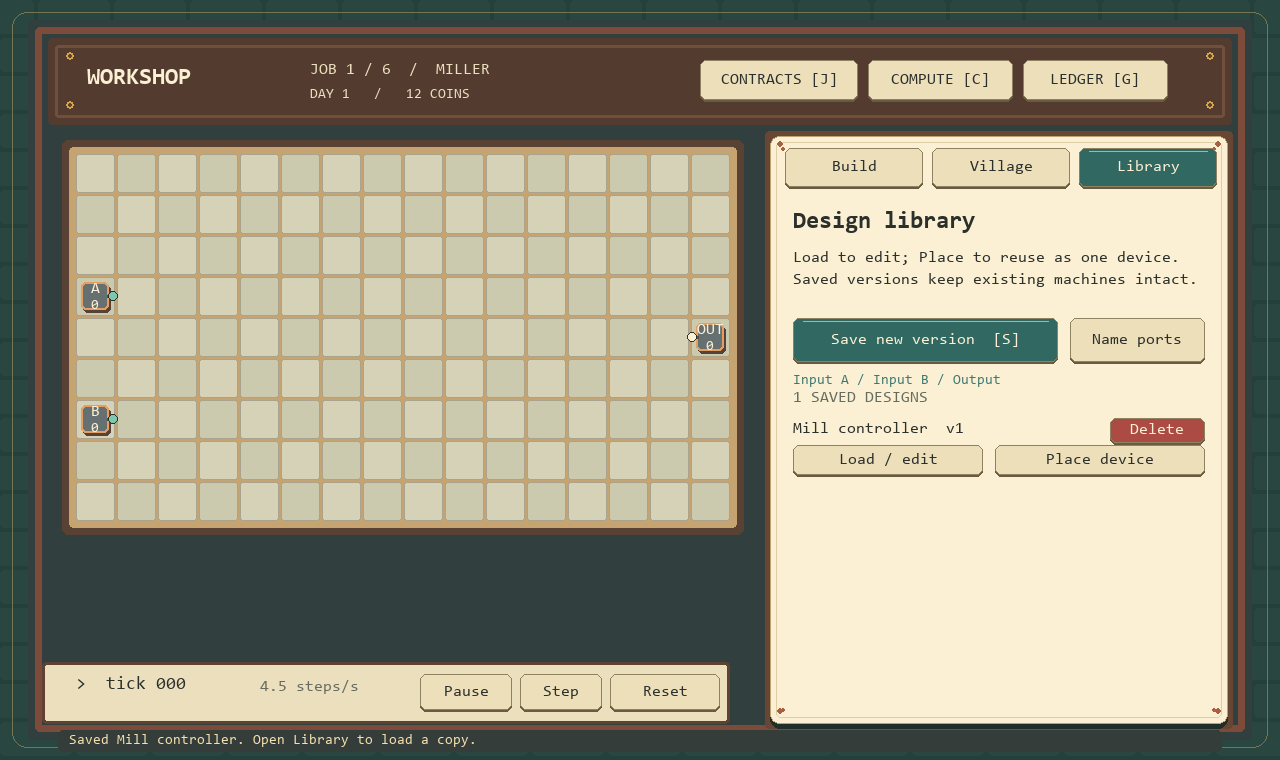 WORKSHOP
JOB 1 / 6 / MILLER
DAY 1 / 12 COINS
CONTRACTS [J]
COMPUTE [C]
LEDGER [G]
A
0
B
0
OUT
0
Build
Village
Library
Design library
Load to edit; Place to reuse as one device.
Saved versions keep existing machines intact.
Save new version [S]
Name ports
Input A / Input B / Output
1 SAVED DESIGNS
Mill controller v1
Delete
Load / edit
Place device
> tick 000
4.5 steps/s
Pause
Step
Reset
Saved Mill controller. Open Library to load a copy.